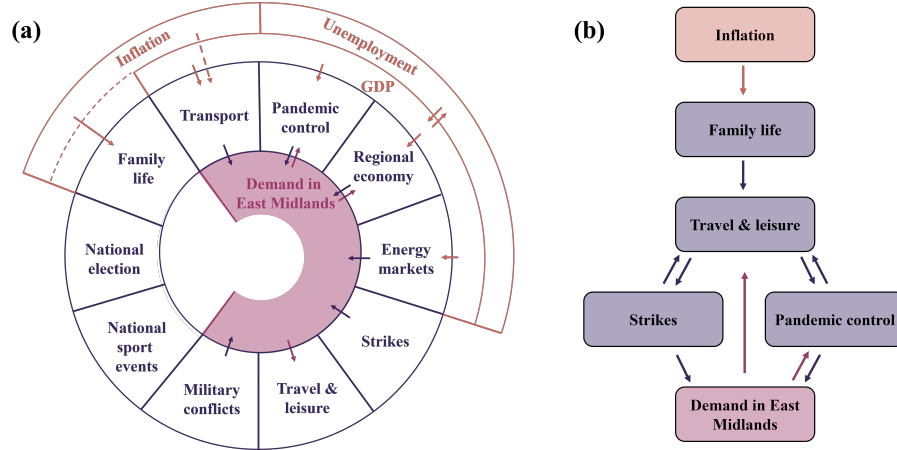 (a)
Inflation
Unemployment
GDP
Transport
Pandemic
control
Regional
economy
Energy
markets
Strikes
Travel &
leisure
Military
conflicts
National
sport
events
National
election
Family
life
Demand in
East Midlands
(b)
Inflation
Family life
Travel & leisure
Strikes
Pandemic control
Demand in East
Midlands